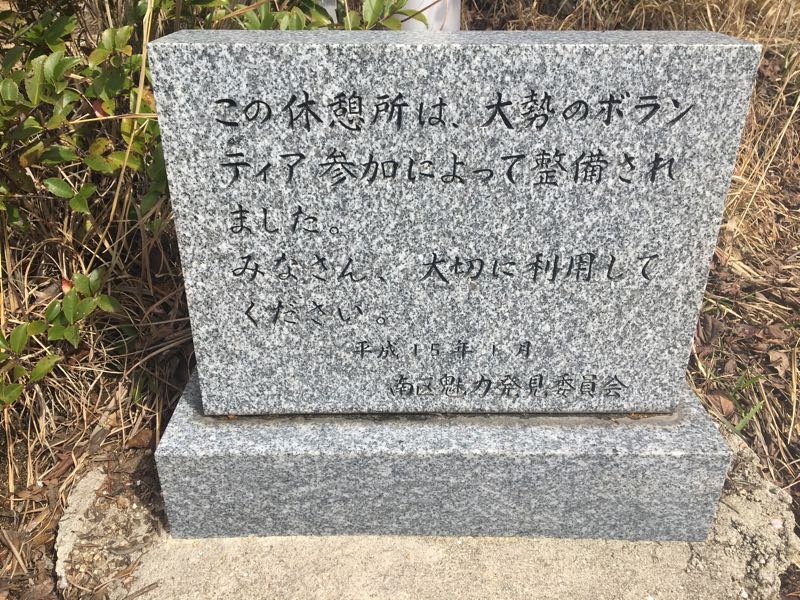 この休憩所は、大勢のボラン
ティア参加によって整備され
ました。
みなさん、大切に利用して
ください。
平成15年1月
南区魅力発見委員会